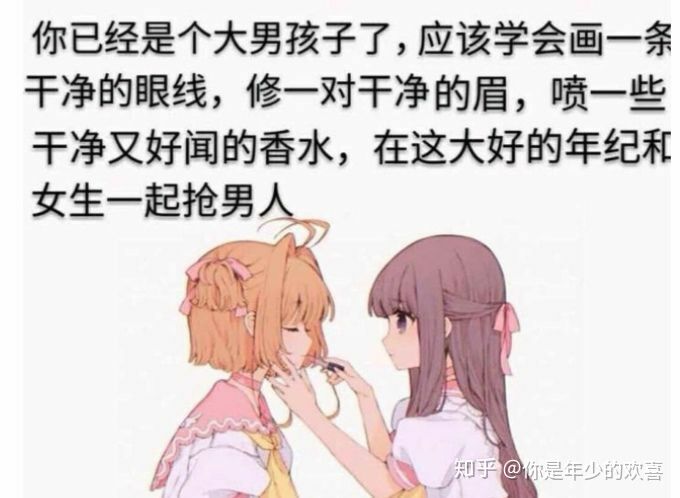 你已经是个大男孩子了，应该学会画一条
干净的眼线，修一对干净的眉，喷一些
干净又好闻的香水，在这大好的年纪和
女生一起抢男人
知乎 @你是年少的欢喜